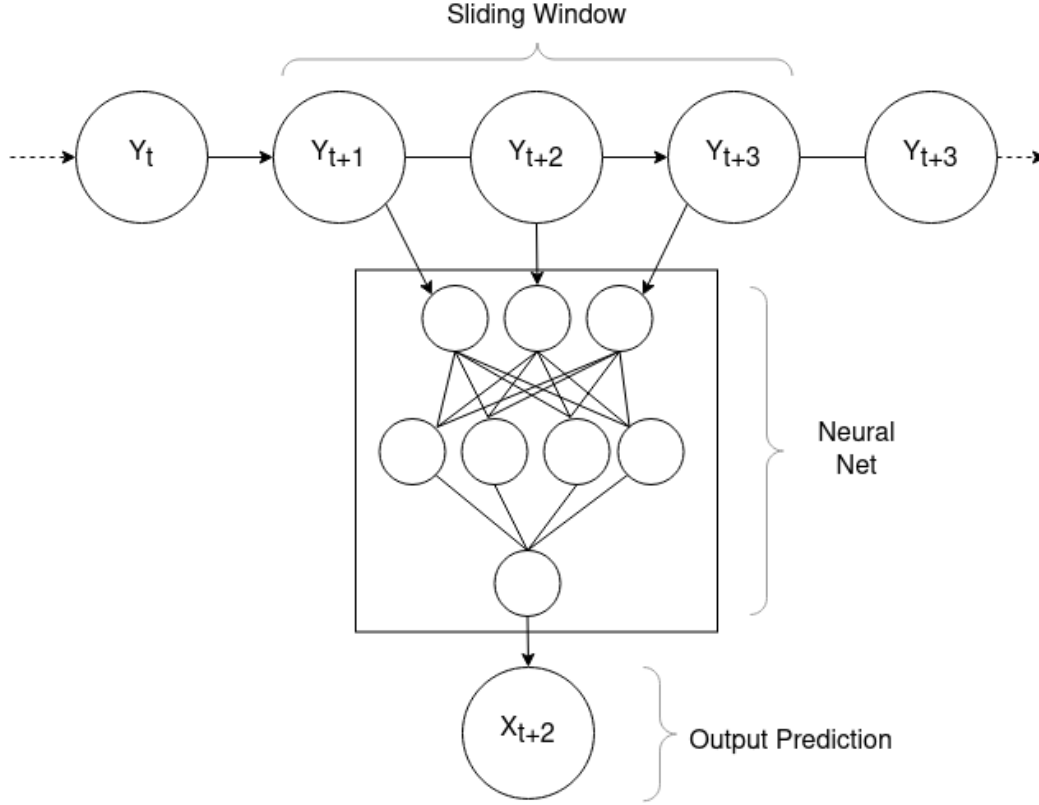 Sliding Window
Yt
Yt+1
Yt+2
Yt+3
Yt+3
Neural
Net
Xt+2
Output Prediction